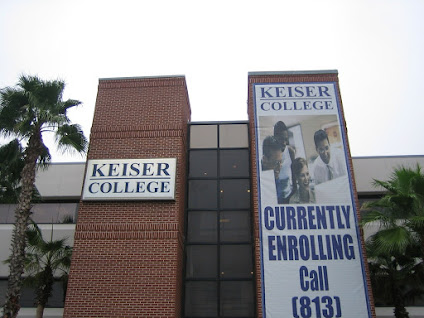 KEISER
COLLEGE
KEISER
COLLEGE
CURRENTLY
ENROLLING
Call
(813)